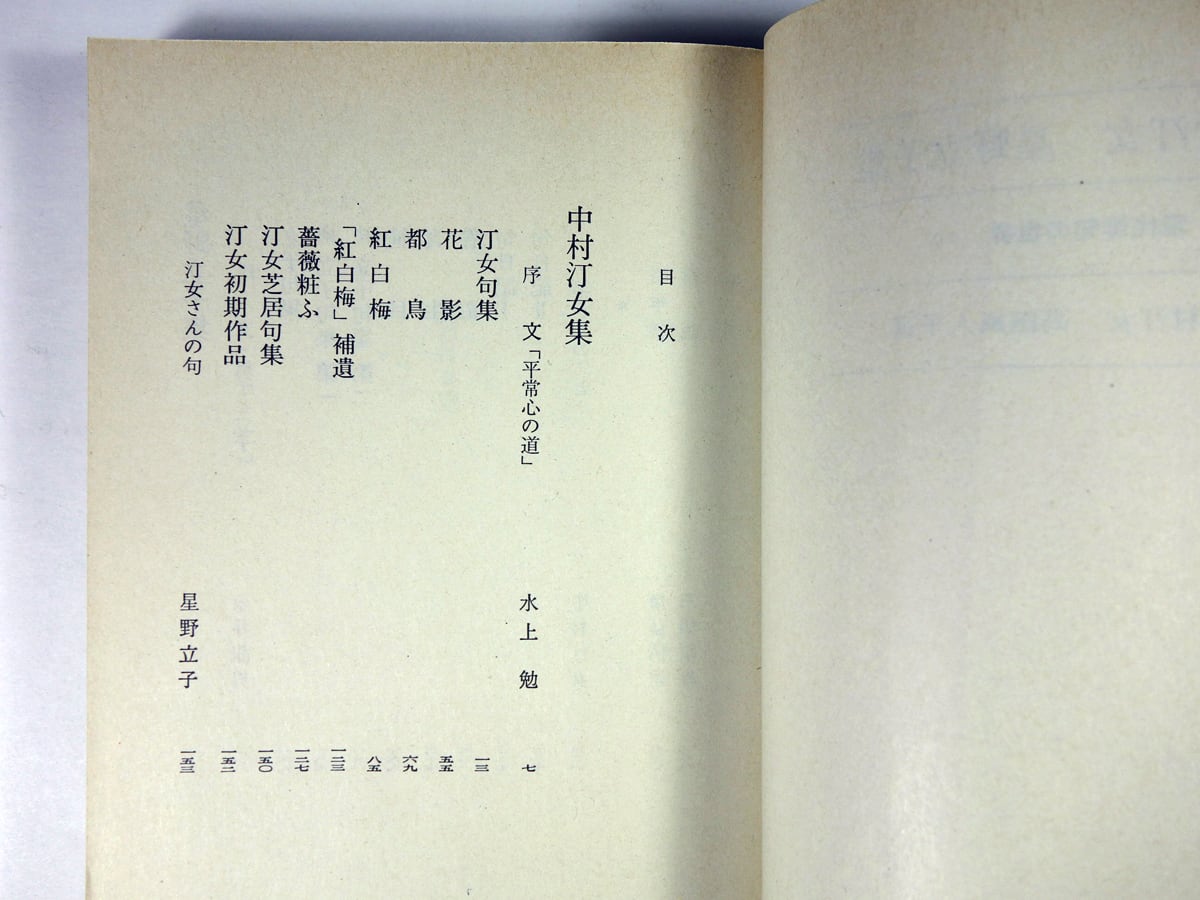 目次
中村汀女集
序文「平常心の道」 水上勉 七
汀女句集 一三
花影 五五
都鳥 六九
紅白梅 八五
「紅白梅」補遺 一二三
薔薇粧ふ 一二七
汀女芝居句集 一五〇
汀女初期作品 一五二
汀女さんの句 星野立子 一五三